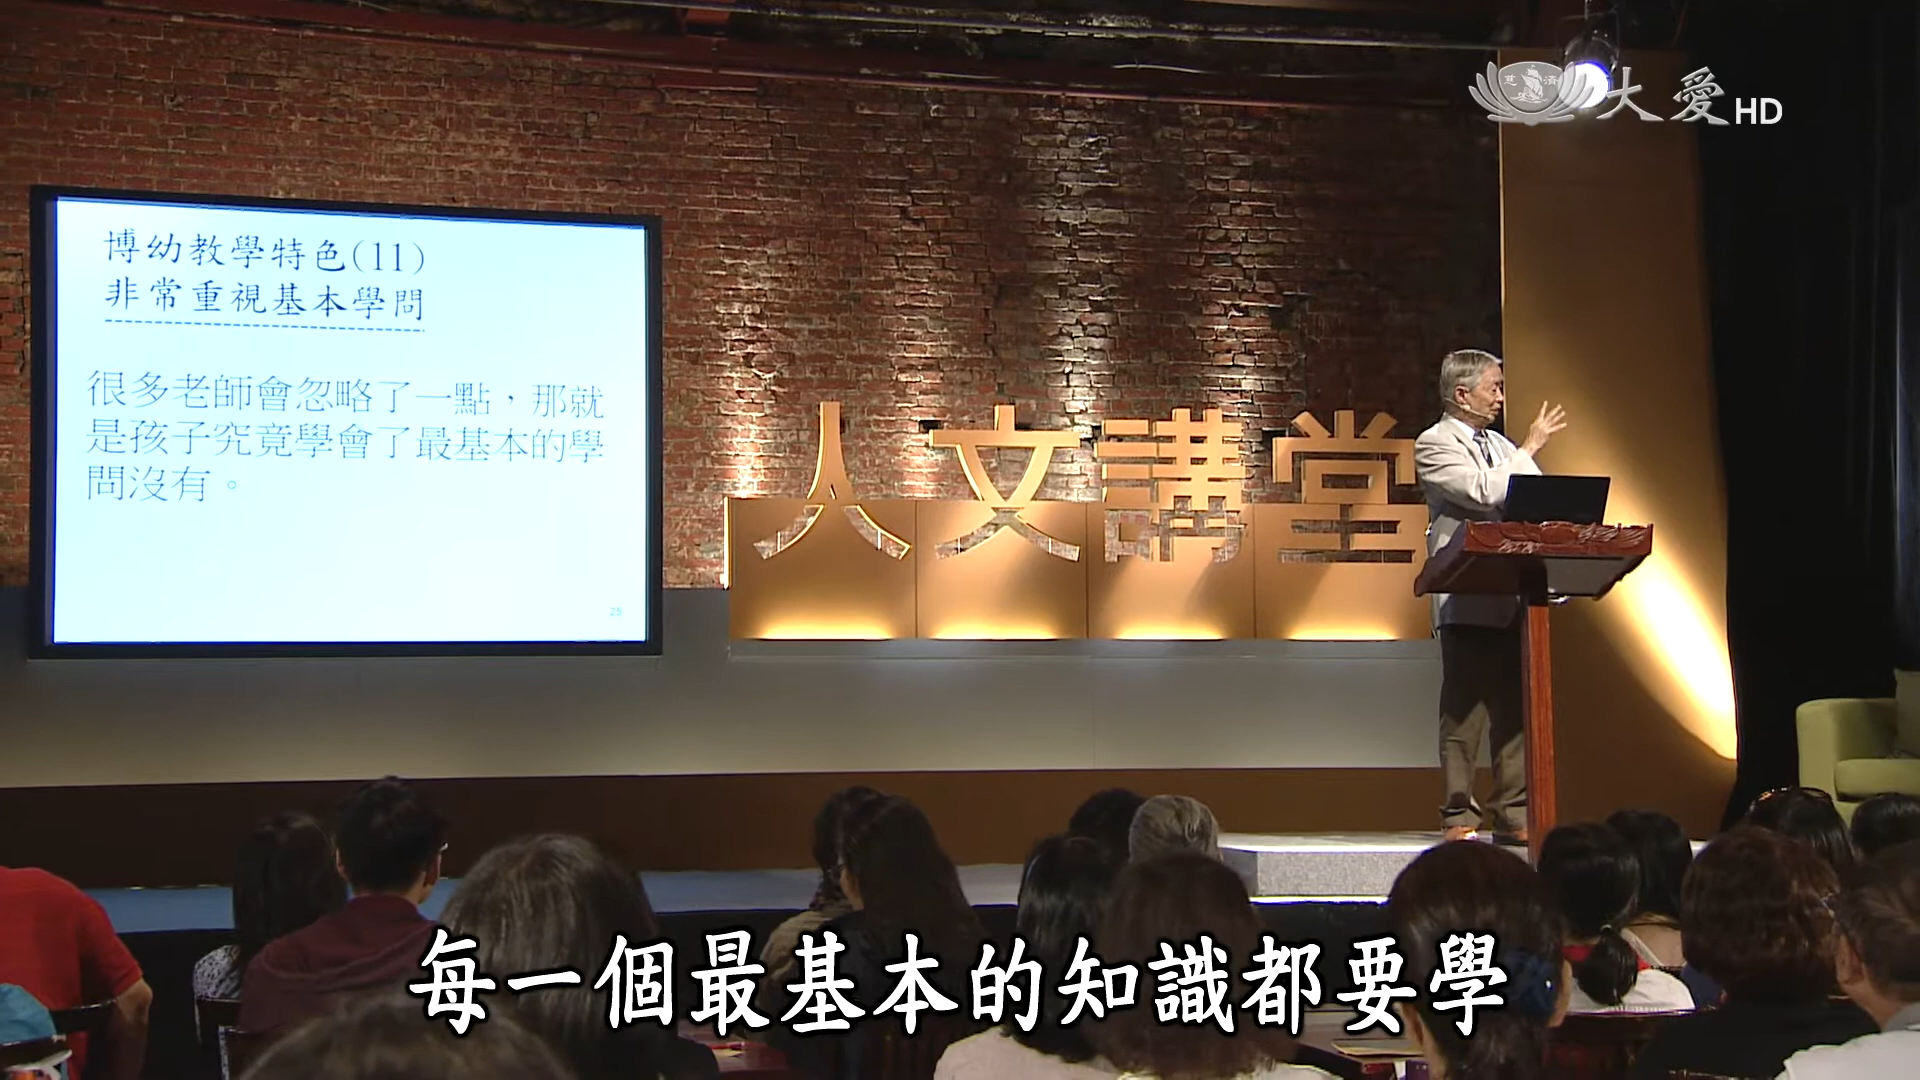 慈濟
大愛HD
博幼教學特色(11)
非常重視基本學問
很多老師會忽略了一點，那就
是孩子究竟學會了最基本的學
問沒有。
25
人文講堂
每一個最基本的知識都要學